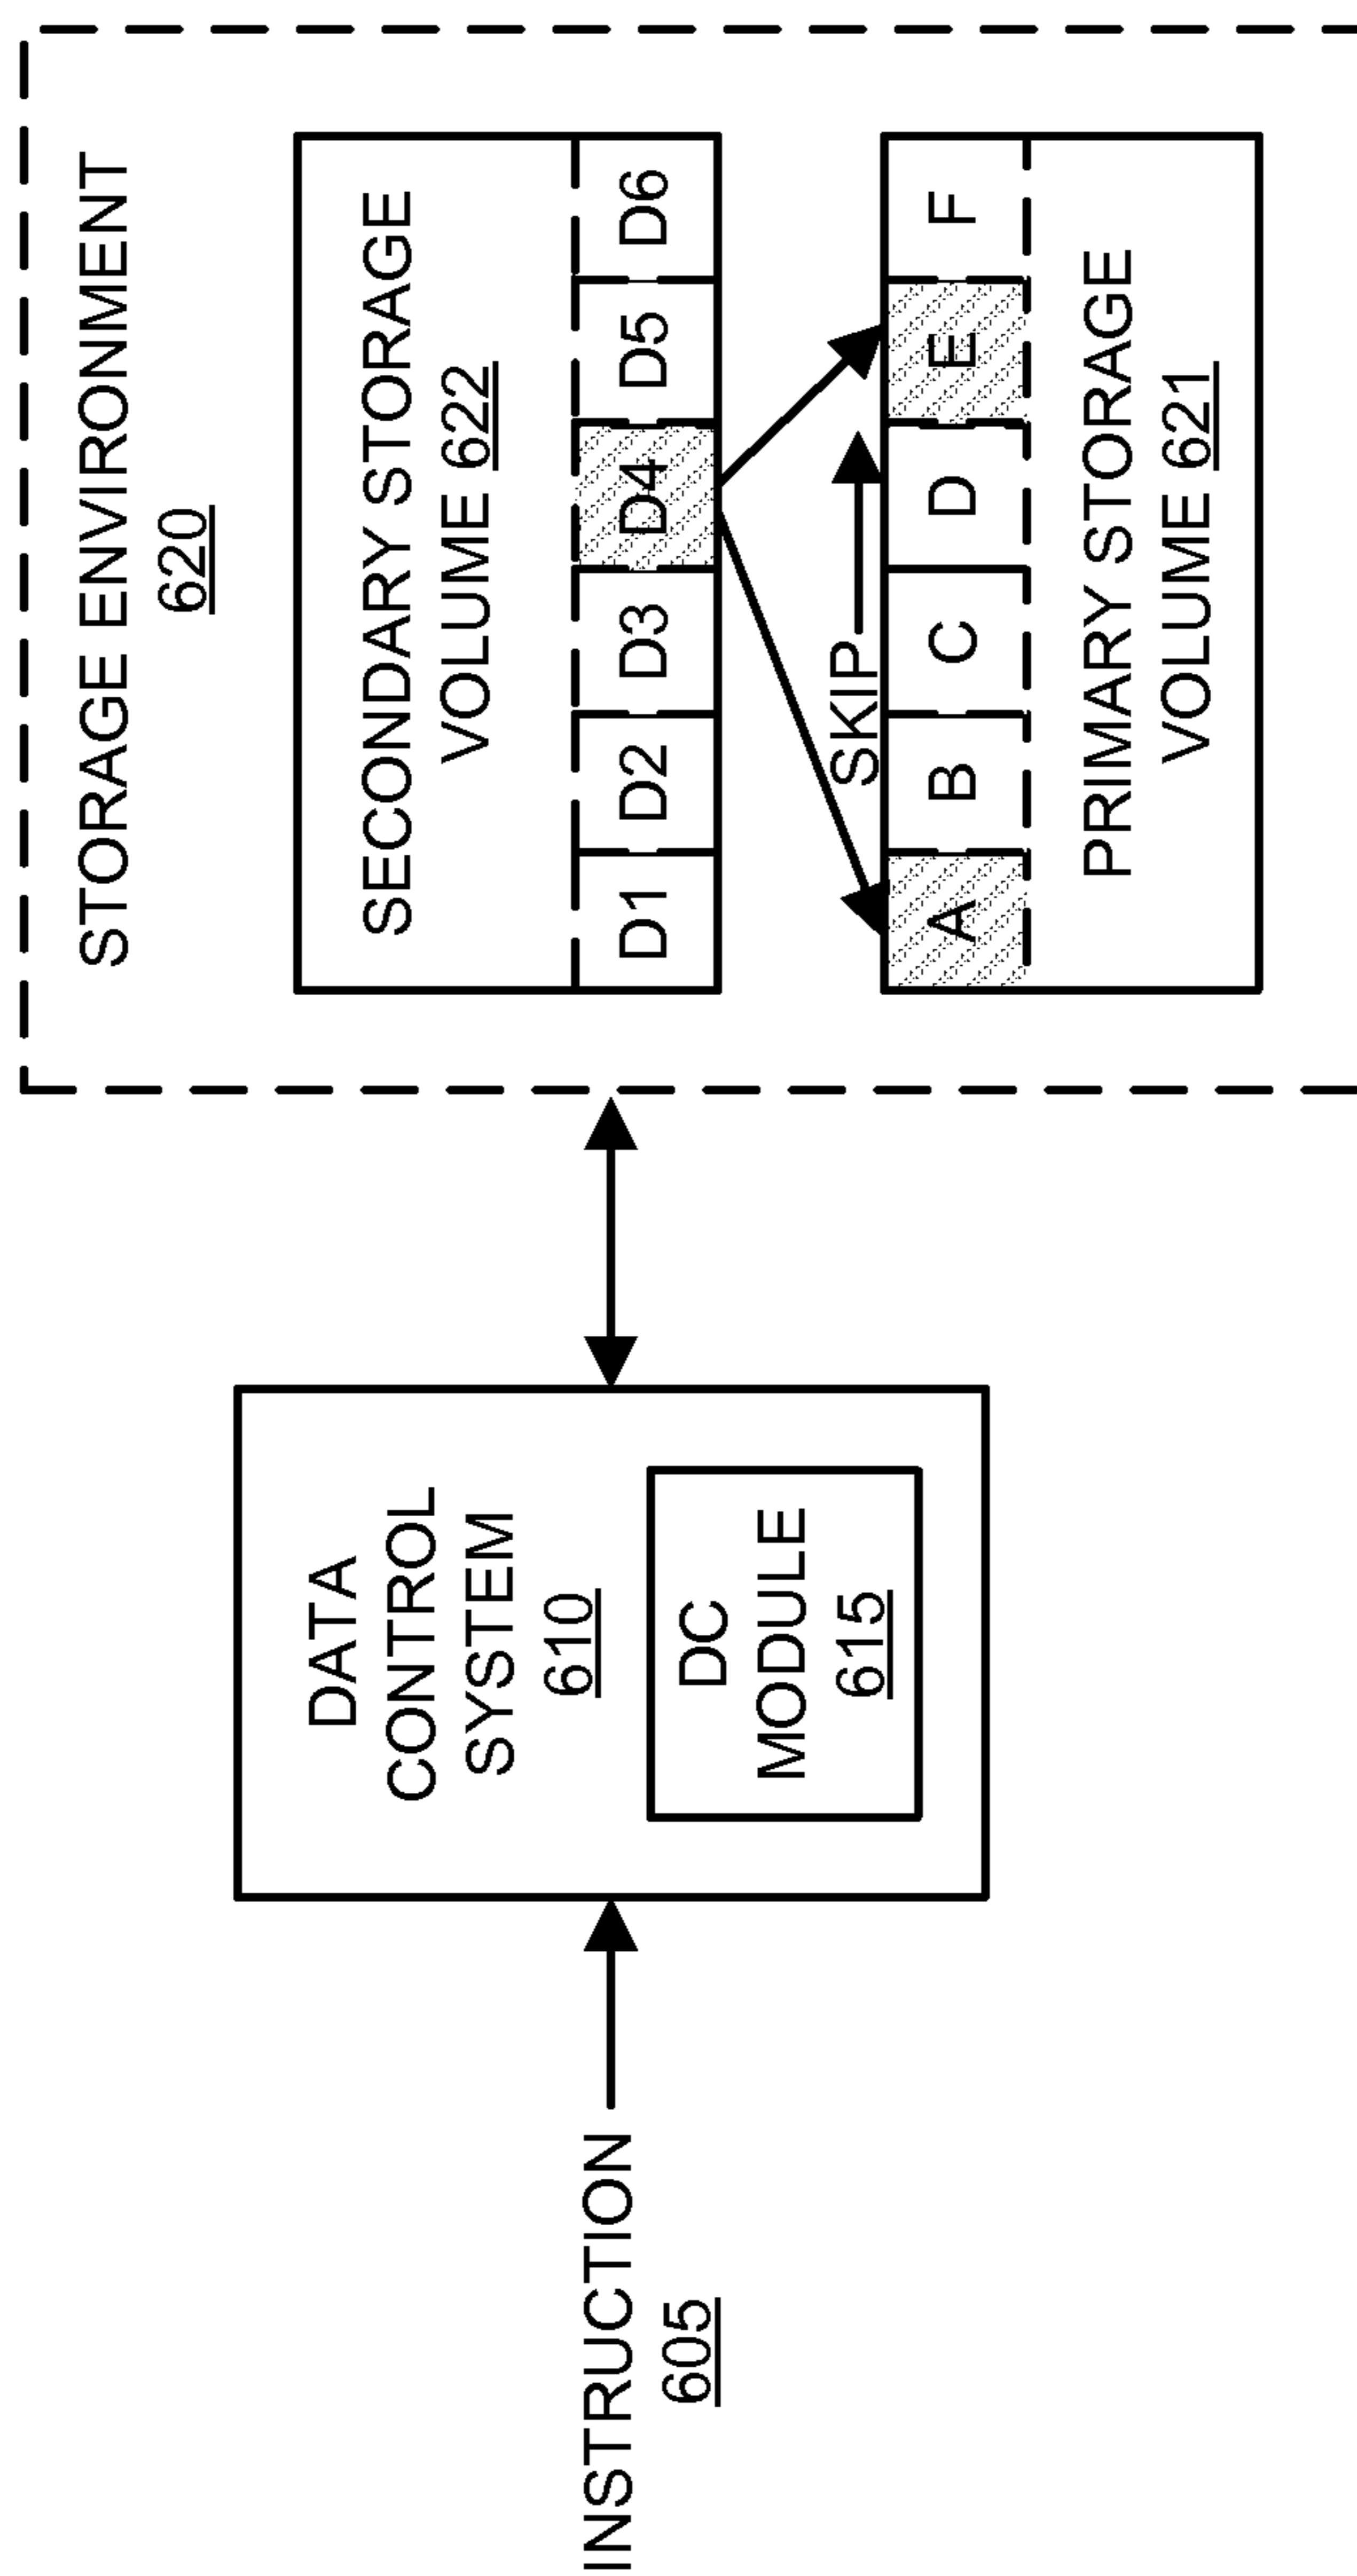 INSTRUCTION
605
DATA
CONTROL
SYSTEM
610
DC
MODULE
615
STORAGE ENVIRONMENT
620
SECONDARY STORAGE
VOLUME 622
D1 D2 D3 D4 D5 D6
SKIP
A B C D E F
PRIMARY STORAGE
VOLUME 621